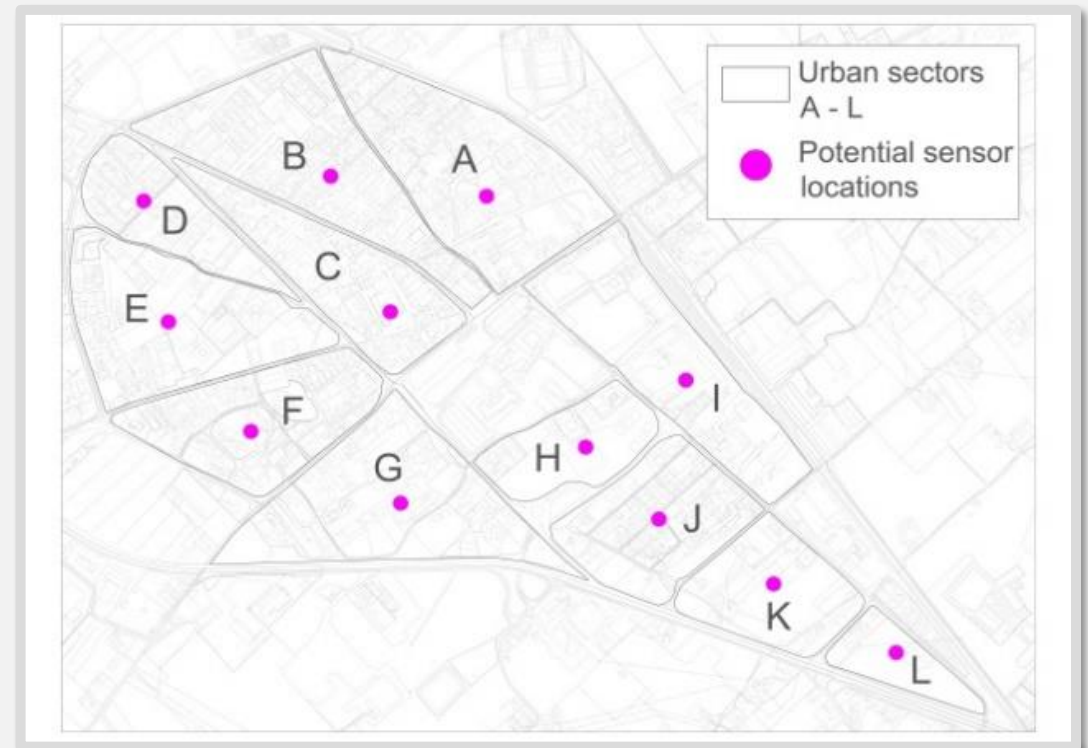 Urban sectors
A - L
Potential sensor
locations
B
A
D
C
E
I
F
H
G
J
K
L